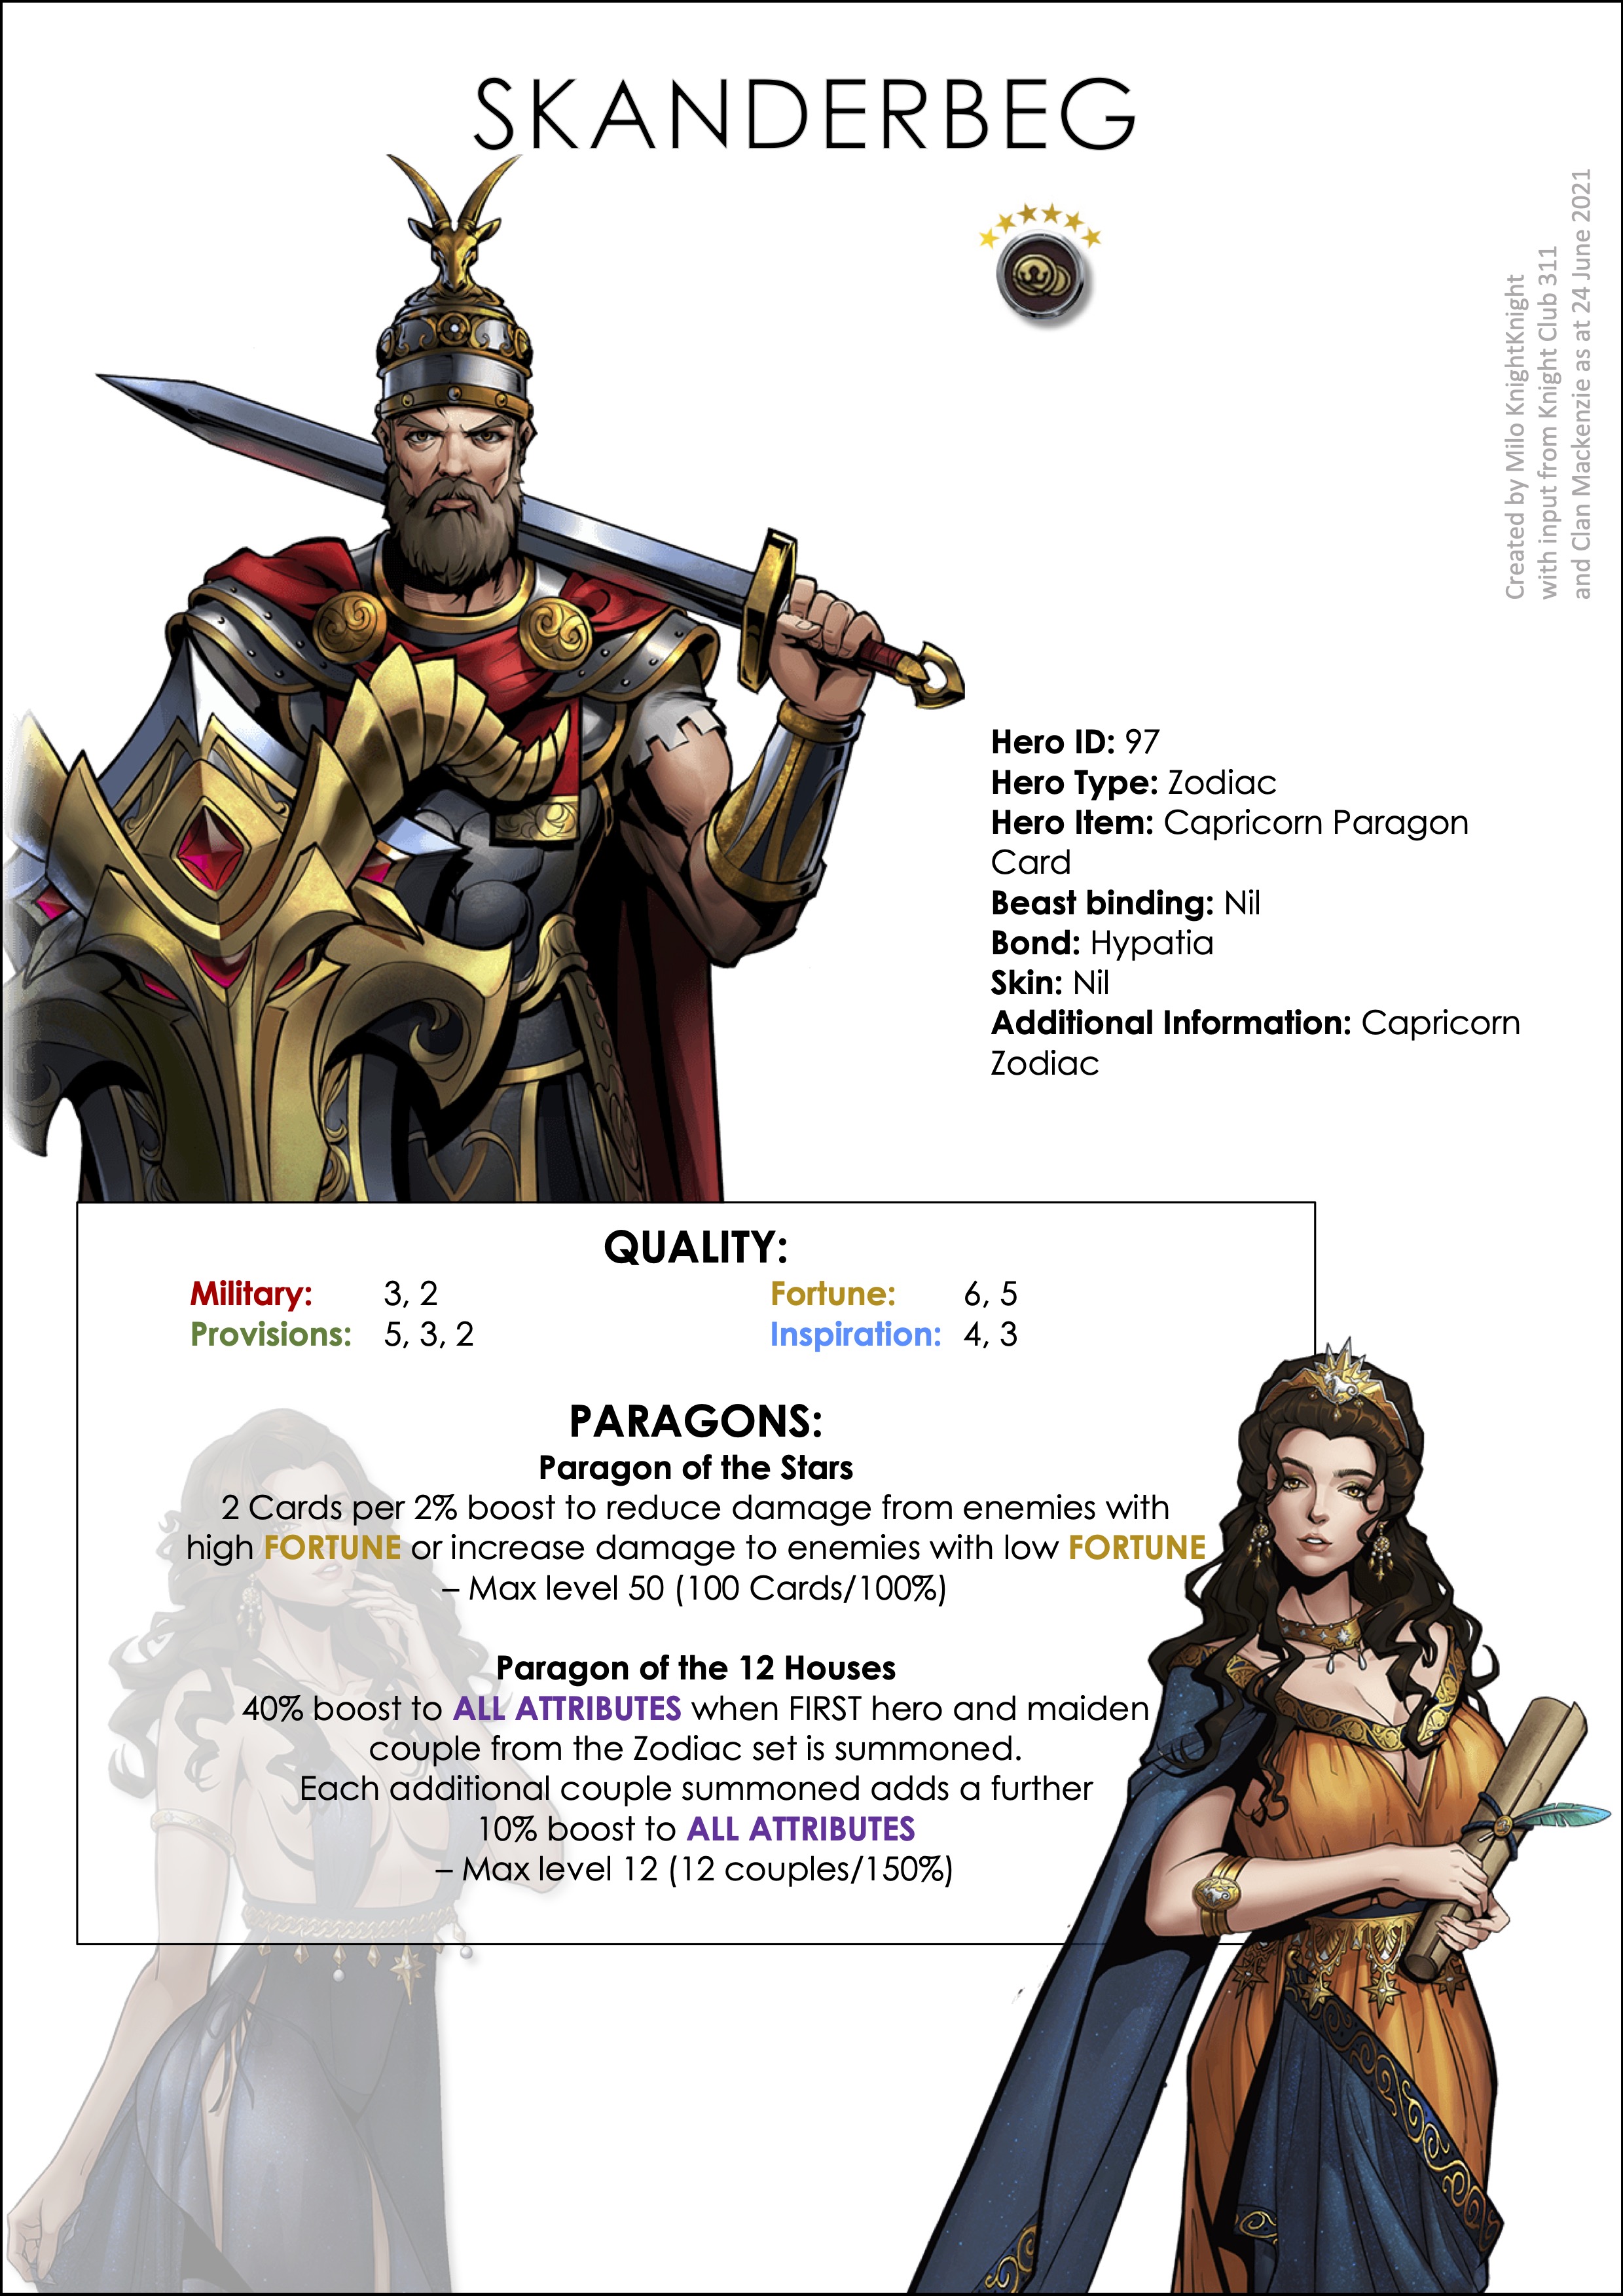 SKANDERBEG
Created by Milo KnightKnight
with input from Knight Club 311
and Clan Mackenzie as at 24 June 2021
Hero ID: 97
Hero Type: Zodiac
Hero Item: Capricorn Paragon
Card
Beast binding: Nil
Bond: Hypatia
Skin: Nil
Additional Information: Capricorn
Zodiac
QUALITY:
Military: 3, 2 Fortune: 6, 5
Provisions: 5, 3, 2 Inspiration: 4, 3
PARAGONS:
Paragon of the Stars
2 Cards per 2% boost to reduce damage from enemies with
high FORTUNE or increase damage to enemies with low FORTUNE
– Max level 50 (100 Cards/100%)
Paragon of the 12 Houses
40% boost to ALL ATTRIBUTES when FIRST hero and maiden
couple from the Zodiac set is summoned.
Each additional couple summoned adds a further
10% boost to ALL ATTRIBUTES
– Max level 12 (12 couples/150%)